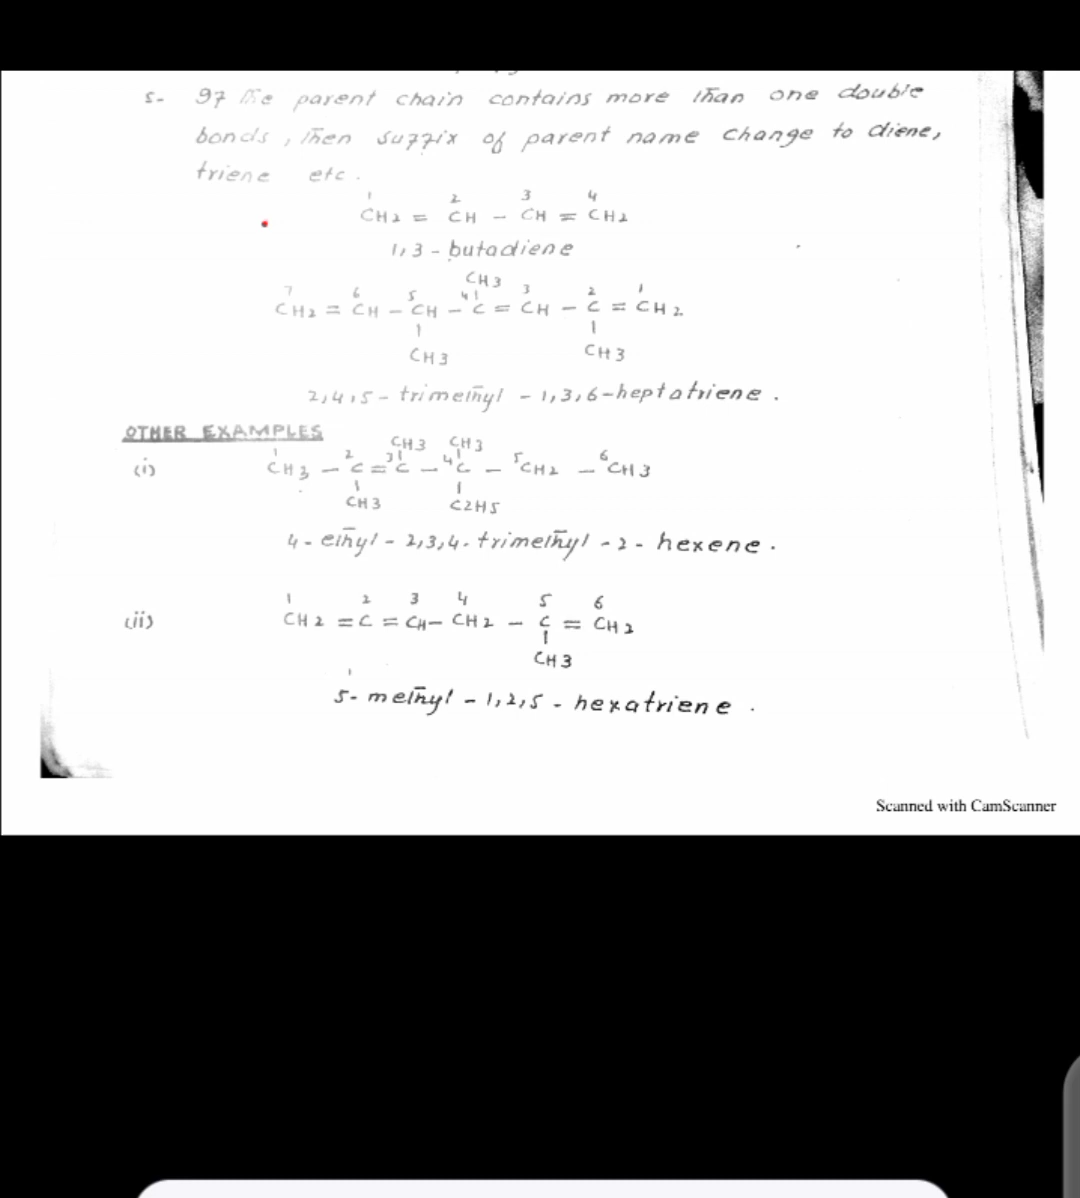 5- If the parent chain contains more than one double
bonds, then suffix of parent name change to diene,
triene etc.
1 2 3 4
CH2 = CH - CH = CH2
1,3 - butadiene
CH3
7 6 5 4 3 2 1
CH2 = CH - CH - C = CH - C = CH2
CH3 CH3
2,4,5 - trimethyl - 1,3,6-heptatriene.
OTHER EXAMPLES
CH3 CH3
1 2 3 4 5 6
(i) CH3 - C = C - C - CH2 - CH3
CH3 C2H5
4- ethyl - 2,3,4- trimethyl - 2 - hexene.
1 2 3 4 5 6
(ii) CH2 = C = CH - CH2 - C = CH2
CH3
5- methyl - 1,2,5 - hexatriene.
Scanned with CamScanner